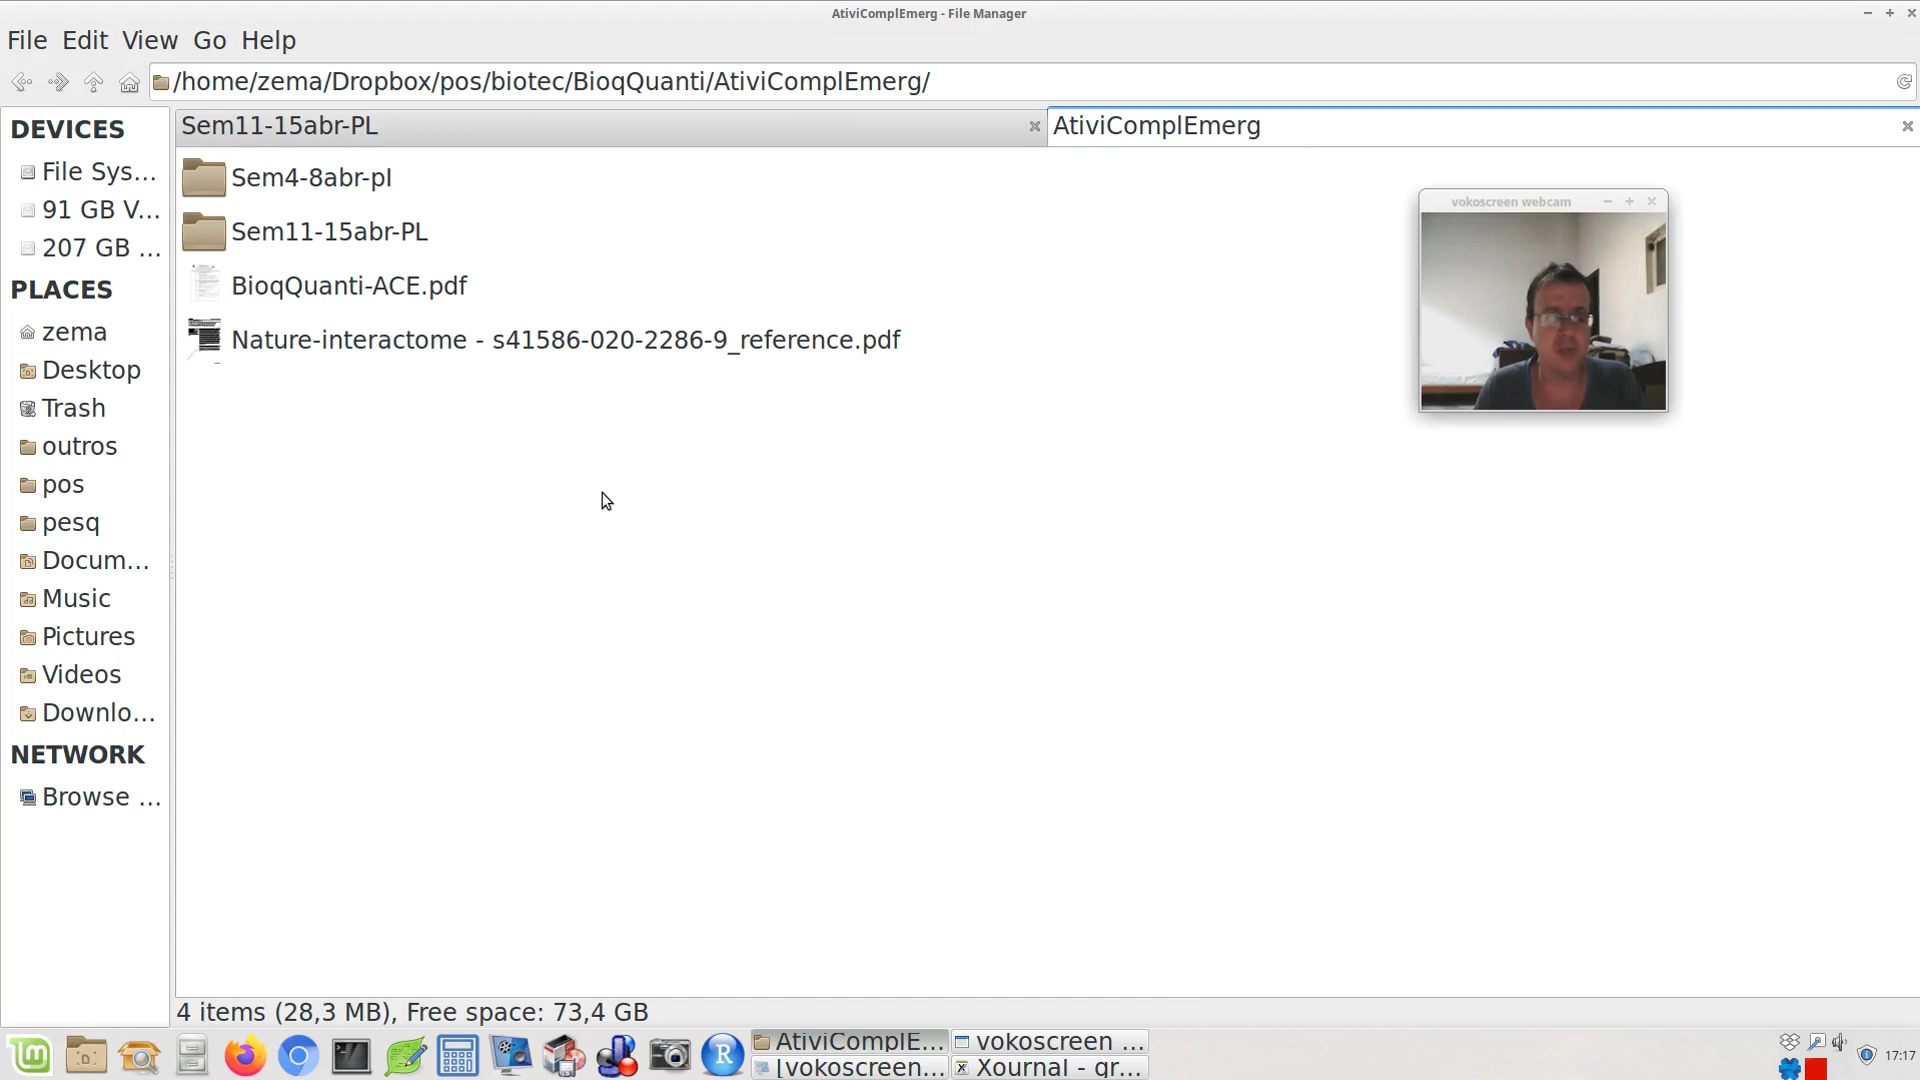 AtiviComplEmerg - File Manager
File Edit View Go Help
/home/zema/Dropbox/pos/biotec/BioqQuanti/AtiviComplEmerg/
DEVICES
File Sys...
91 GB V...
207 GB ...
PLACES
zema
Desktop
Trash
outros
pos
pesq
Docum...
Music
Pictures
Videos
Downlo...
NETWORK
Browse ...
Sem11-15abr-PL
AtiviComplEmerg
Sem4-8abr-pI
Sem11-15abr-PL
BioqQuanti-ACE.pdf
Nature-interactome - s41586-020-2286-9_reference.pdf
vokoscreen webcam
4 items (28,3 MB), Free space: 73,4 GB
AtiviComplE...
vokoscreen ...
[vokoscreen...
Xournal - gr...
17:17